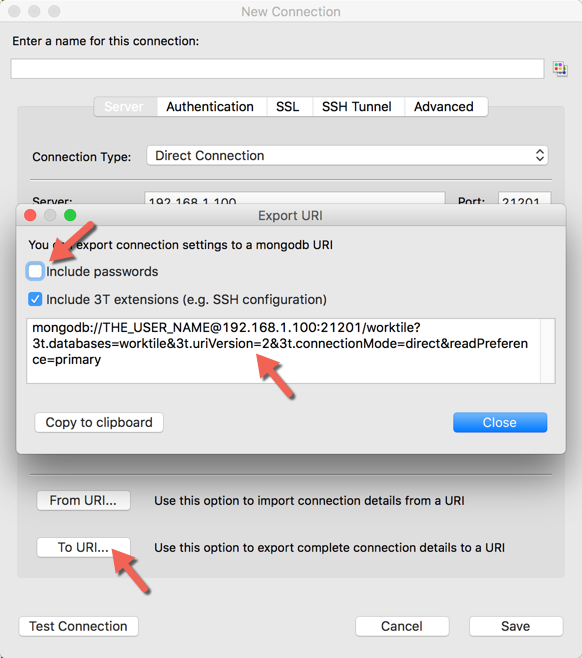 New Connection
Enter a name for this connection:
Server Authentication SSL SSH Tunnel Advanced
Connection Type: Direct Connection
Server: 192.168.1.100 Port: 21201
Export URI
You can export connection settings to a mongodb URI
Include passwords
Include 3T extensions (e.g. SSH configuration)
mongodb://THE_USER_NAME@192.168.1.100:21201/worktile?
3t.databases=worktile&3t.uriVersion=2&3t.connectionMode=direct&readPreferen
ce=primary
Copy to clipboard Close
From URI... Use this option to import connection details from a URI
To URI... Use this option to export complete connection details to a URI
Test Connection Cancel Save